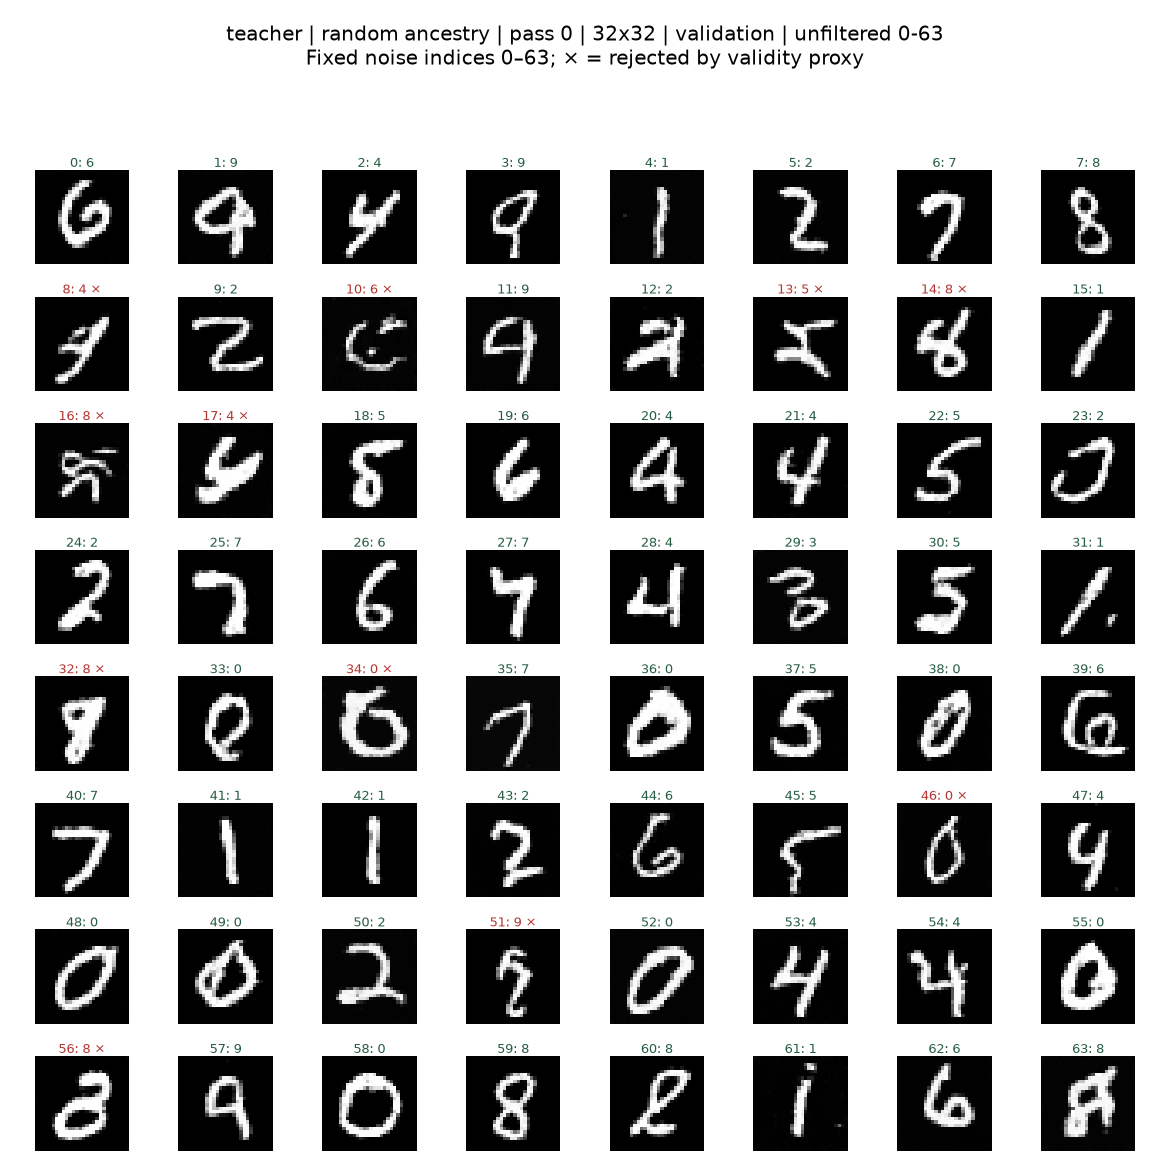 teacher | random ancestry | pass 0 | 32x32 | validation | unfiltered 0-63
Fixed noise indices 0–63; × = rejected by validity proxy
0: 6 1: 9 2: 4 3: 9 4: 1 5: 2 6: 7 7: 8
8: 4 × 9: 2 10: 6 × 11: 9 12: 2 13: 5 × 14: 8 × 15: 1
16: 8 × 17: 4 × 18: 5 19: 6 20: 4 21: 4 22: 5 23: 2
24: 2 25: 7 26: 6 27: 7 28: 4 29: 3 30: 5 31: 1
32: 8 × 33: 0 34: 0 × 35: 7 36: 0 37: 5 38: 0 39: 6
40: 7 41: 1 42: 1 43: 2 44: 6 45: 5 46: 0 × 47: 4
48: 0 49: 0 50: 2 51: 9 × 52: 0 53: 4 54: 4 55: 0
56: 8 × 57: 9 58: 0 59: 8 60: 8 61: 1 62: 6 63: 8